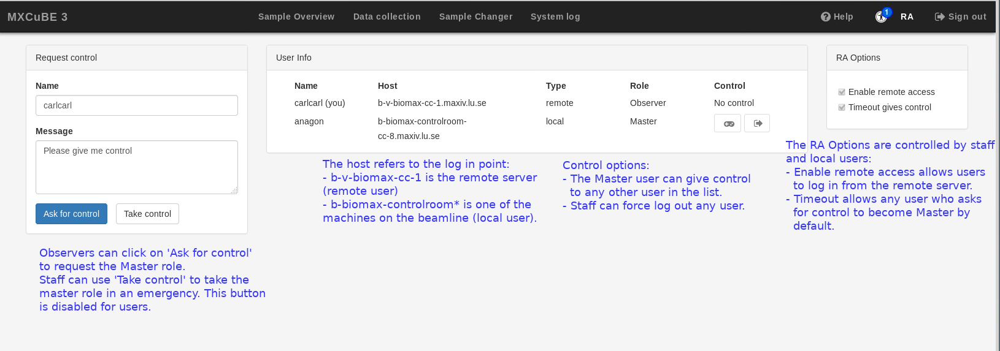 MXCuBE 3 Sample Overview Data collection Sample Changer System log Help 1 RA Sign out
Request control
Name
carlcarl
Message
Please give me control
Ask for control Take control
Observers can click on 'Ask for control'
to request the Master role.
Staff can use 'Take control' to take the
master role in an emergency. This button
is disabled for users.
User Info
Name Host Type Role Control
carlcarl (you) b-v-biomax-cc-1.maxiv.lu.se remote Observer No control
anagon b-biomax-controlroom- local Master
cc-8.maxiv.lu.se
The host refers to the log in point:
- b-v-biomax-cc-1 is the remote server
(remote user)
- b-biomax-controlroom* is one of the
machines on the beamline (local user).
Control options:
- The Master user can give control
to any other user in the list.
- Staff can force log out any user.
RA Options
Enable remote access
Timeout gives control
The RA Options are controlled by staff
and local users:
- Enable remote access allows users
to log in from the remote server.
- Timeout allows any user who asks
for control to become Master by
default.